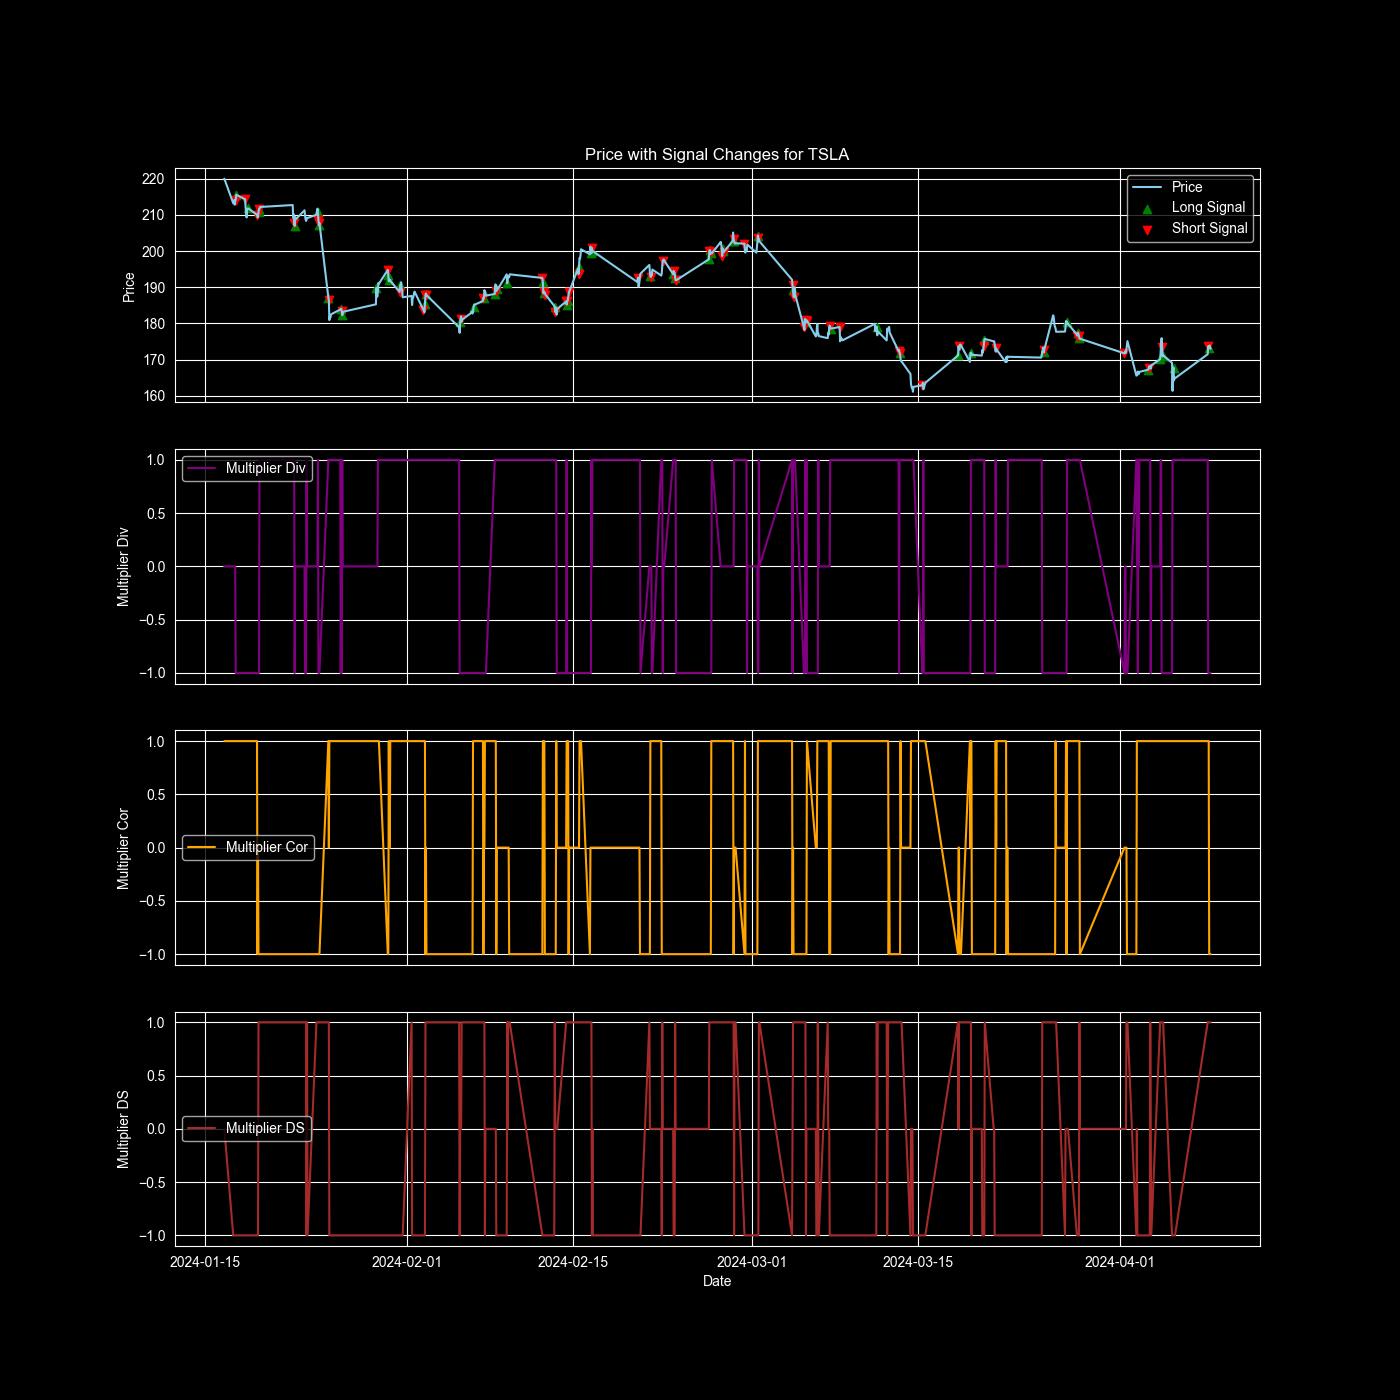 Price with Signal Changes for TSLA
220
210
200
190
180
170
160
Price
Price
Long Signal
Short Signal
1.0
0.5
0.0
−0.5
−1.0
Multiplier Div
Multiplier Div
1.0
0.5
0.0
−0.5
−1.0
Multiplier Cor
Multiplier Cor
1.0
0.5
0.0
−0.5
−1.0
Multiplier DS
Multiplier DS
2024-01-15 2024-02-01 2024-02-15 2024-03-01 2024-03-15 2024-04-01
Date